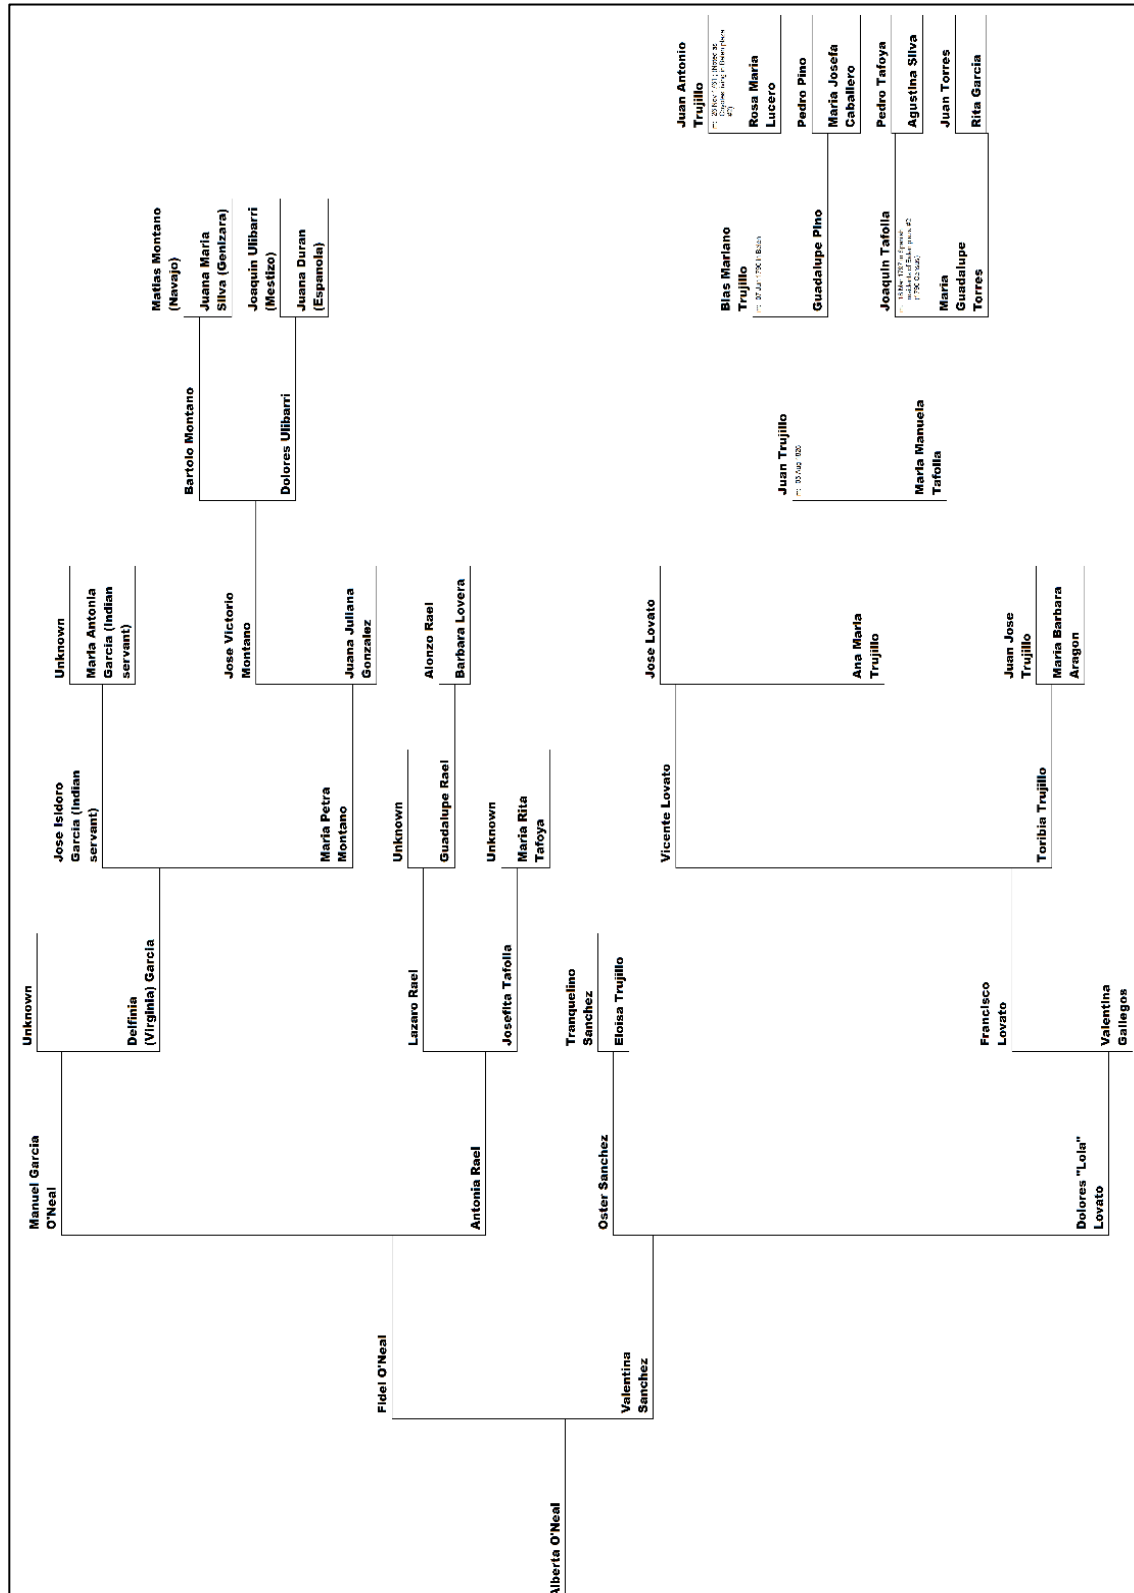 Alberta O'Neal
Fidel O'Neal
Valentina
Sanchez
Manuel Garcia
O'Neal
Antonia Rael
Oster Sanchez
Dolores "Lola"
Lovato
Unknown
Delfinia
(Virginia) Garcia
Lazaro Rael
Josefita Tafolla
Tranquelino
Sanchez
Eloisa Trujillo
Francisco
Lovato
Valentina
Gallegos
Jose Isidoro
Garcia (Indian
servant)
Maria Petra
Montano
Unknown
Guadalupe Rael
Unknown
Maria Rita
Tafoya
Vicente Lovato
Toribia Trujillo
Unknown
Maria Antonia
Garcia (Indian
servant)
Jose Victorio
Montano
Juana Juliana
Gonzalez
Alonzo Rael
Barbara Lovera
Jose Lovato
Ana Maria
Trujillo
Juan Jose
Trujillo
Maria Barbara
Aragon
Bartolo Montano
Dolores Ulibarri
Juan Trujillo
Maria Manuela
Tafolla
Matias Montano
(Navajo)
Juana Maria
Silva (Genizara)
Joaquin Ulibarri
(Mestizo)
Juana Duran
(Espanola)
Blas Mariano
Trujillo
Guadalupe Pino
Joaquin Tafolla
Maria
Guadalupe
Torres
Juan Antonio
Trujillo
Rosa Maria
Lucero
Pedro Pino
Maria Josefa
Caballero
Pedro Tafoya
Agustina Silva
Juan Torres
Rita Garcia